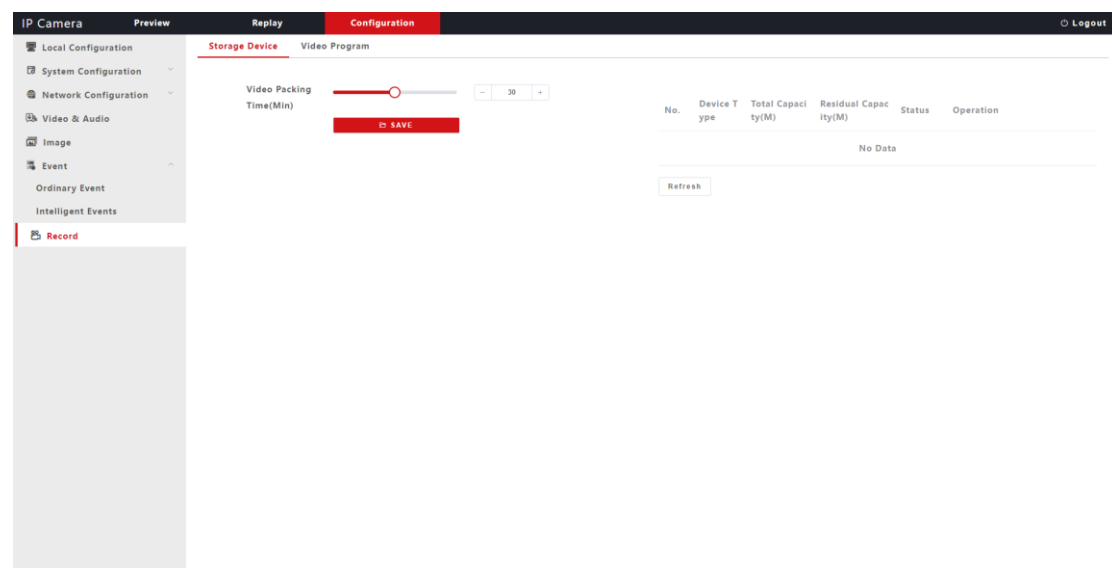 IP Camera Preview Replay Configuration Logout
Local Configuration
System Configuration
Network Configuration
Video & Audio
Image
Event
Ordinary Event
Intelligent Events
Record
Storage Device Video Program
Video Packing
Time(Min)
- 30 +
SAVE
No. Device T Total Capaci Residual Capac Status Operation
ype ty(M) ity(M)
No Data
Refresh